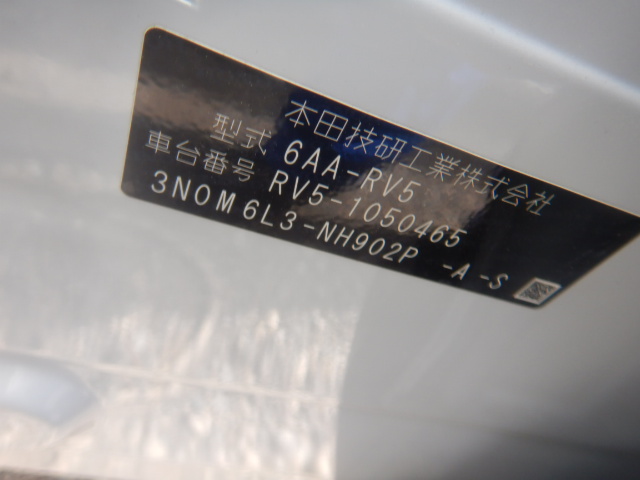 本田技研工業株式会社
型式 6AA-RV5
車台番号 RV5-1050465
3N0M6L3-NH902P -A-S